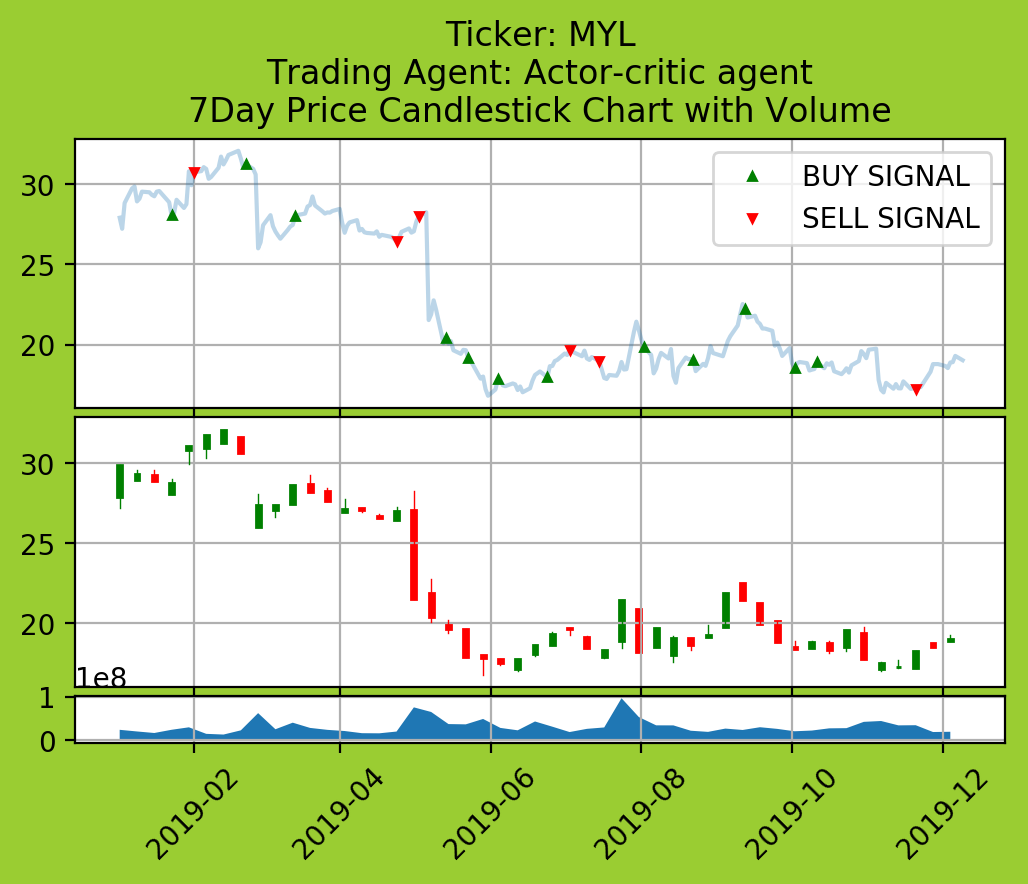 Ticker: MYL
Trading Agent: Actor-critic agent
7Day Price Candlestick Chart with Volume
30
25
20
BUY SIGNAL
SELL SIGNAL
30
25
20
1e8
1
0
2019-02
2019-04
2019-06
2019-08
2019-10
2019-12